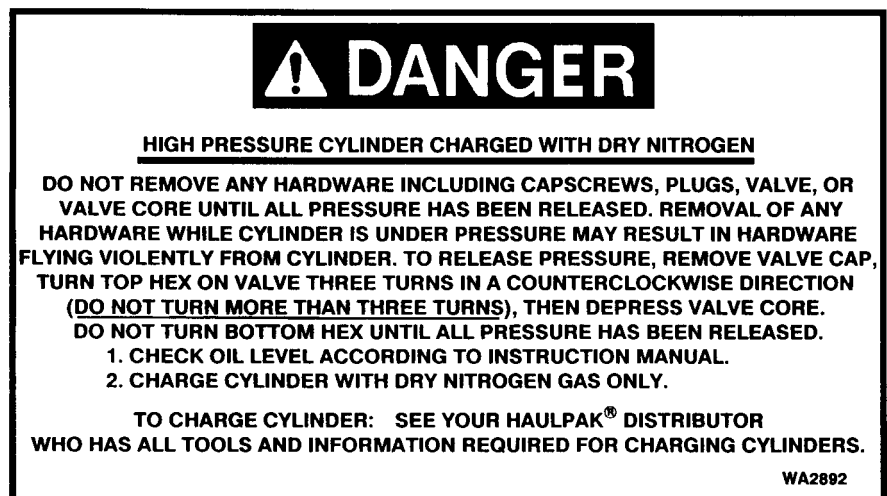 DANGER
HIGH PRESSURE CYLINDER CHARGED WITH DRY NITROGEN
DO NOT REMOVE ANY HARDWARE INCLUDING CAPSCREWS, PLUGS, VALVE, OR
VALVE CORE UNTIL ALL PRESSURE HAS BEEN RELEASED. REMOVAL OF ANY
HARDWARE WHILE CYLINDER IS UNDER PRESSURE MAY RESULT IN HARDWARE
FLYING VIOLENTLY FROM CYLINDER. TO RELEASE PRESSURE, REMOVE VALVE CAP,
TURN TOP HEX ON VALVE THREE TURNS IN A COUNTERCLOCKWISE DIRECTION
(DO NOT TURN MORE THAN THREE TURNS), THEN DEPRESS VALVE CORE.
DO NOT TURN BOTTOM HEX UNTIL ALL PRESSURE HAS BEEN RELEASED.
1. CHECK OIL LEVEL ACCORDING TO INSTRUCTION MANUAL.
2. CHARGE CYLINDER WITH DRY NITROGEN GAS ONLY.
TO CHARGE CYLINDER: SEE YOUR HAULPAK® DISTRIBUTOR
WHO HAS ALL TOOLS AND INFORMATION REQUIRED FOR CHARGING CYLINDERS.
WA2892